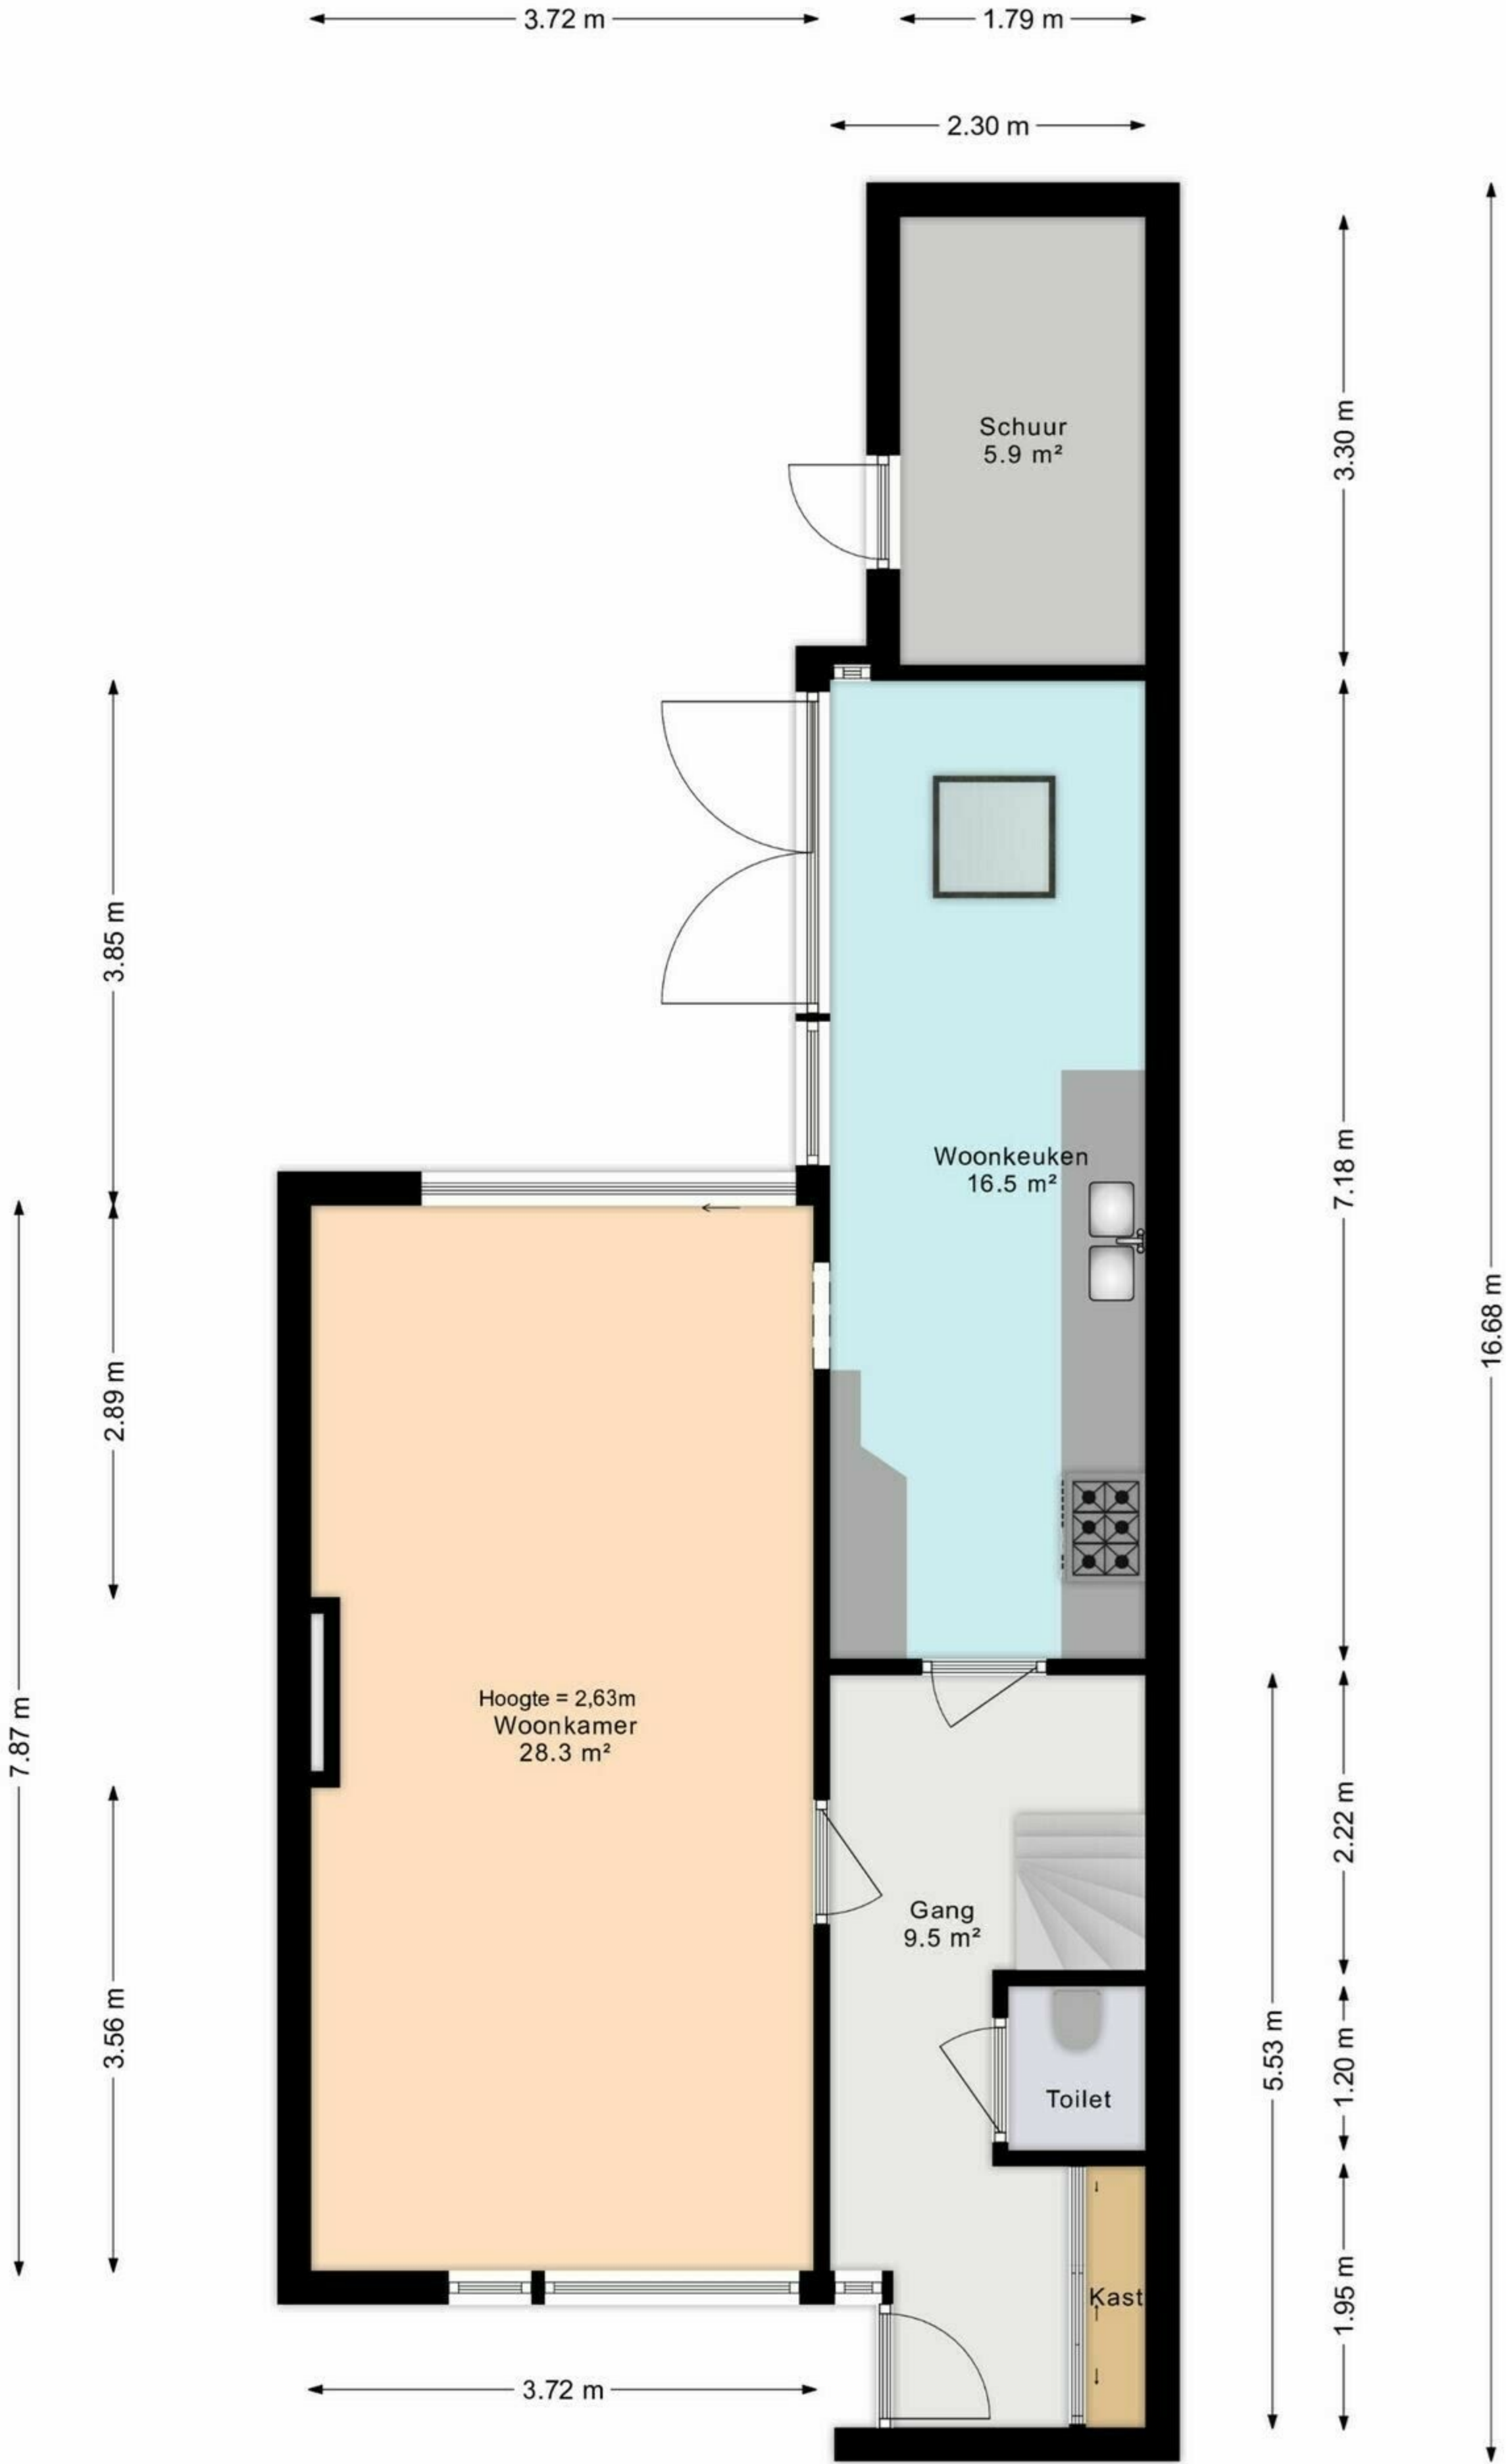 3.72 m
1.79 m
2.30 m
Schuur
5.9 m²
3.30 m
3.85 m
Woonkeuken
16.5 m²
7.18 m
16.68 m
2.89 m
7.87 m
Hoogte = 2,63m
Woonkamer
28.3 m²
2.22 m
Gang
9.5 m²
3.56 m
5.53 m
1.20 m
Toilet
Kast
1.95 m
3.72 m